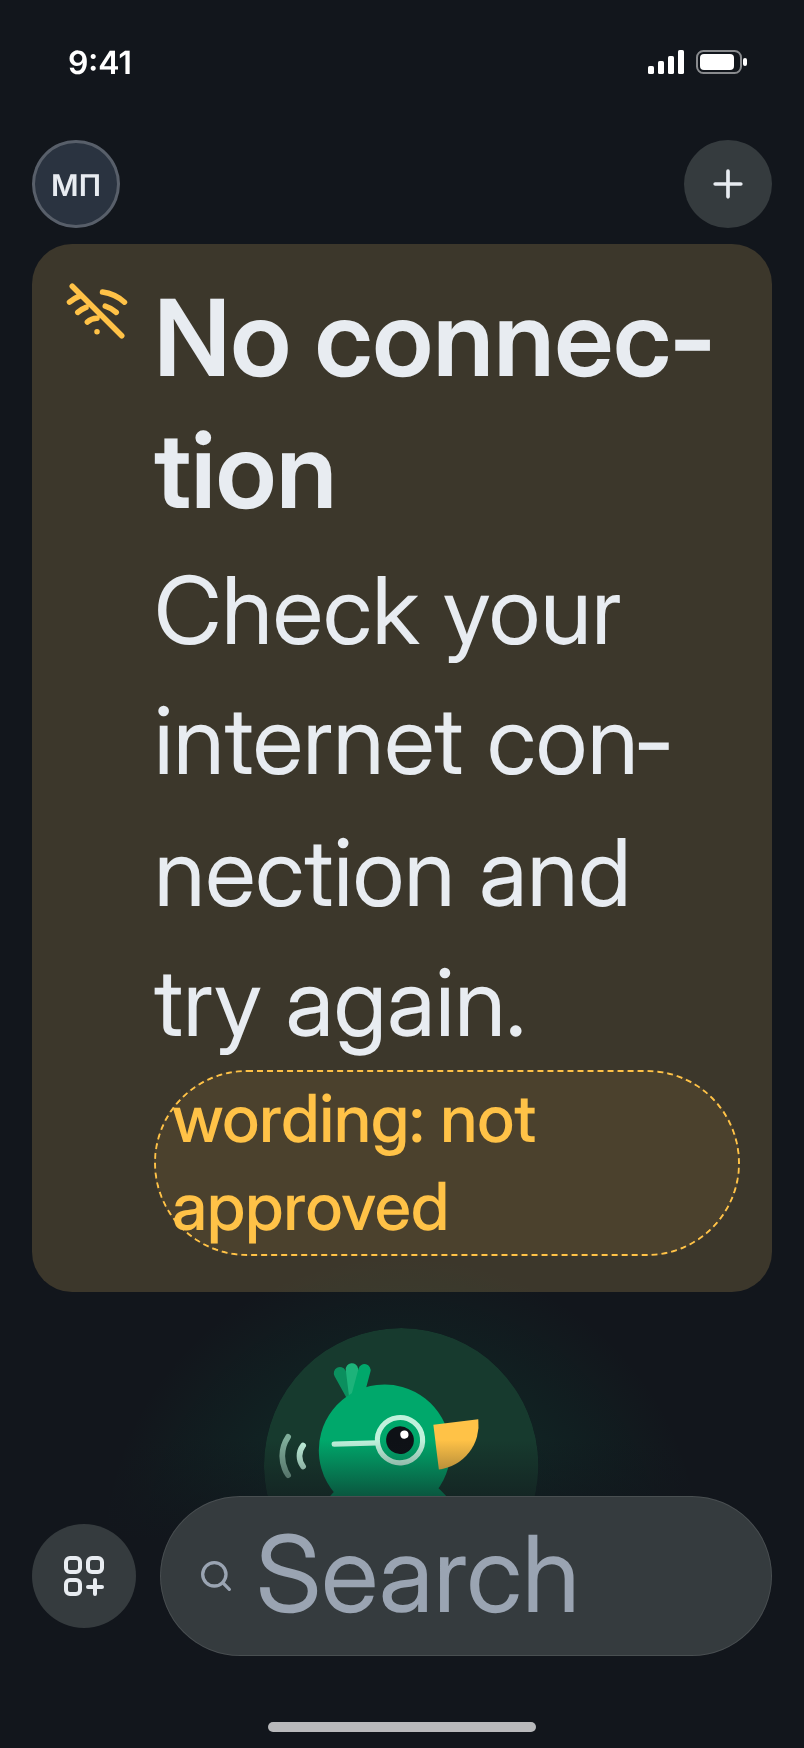 9:41
МП
No connec-
tion
Check your
internet con-
nection and
try again.
wording: not
approved
Search